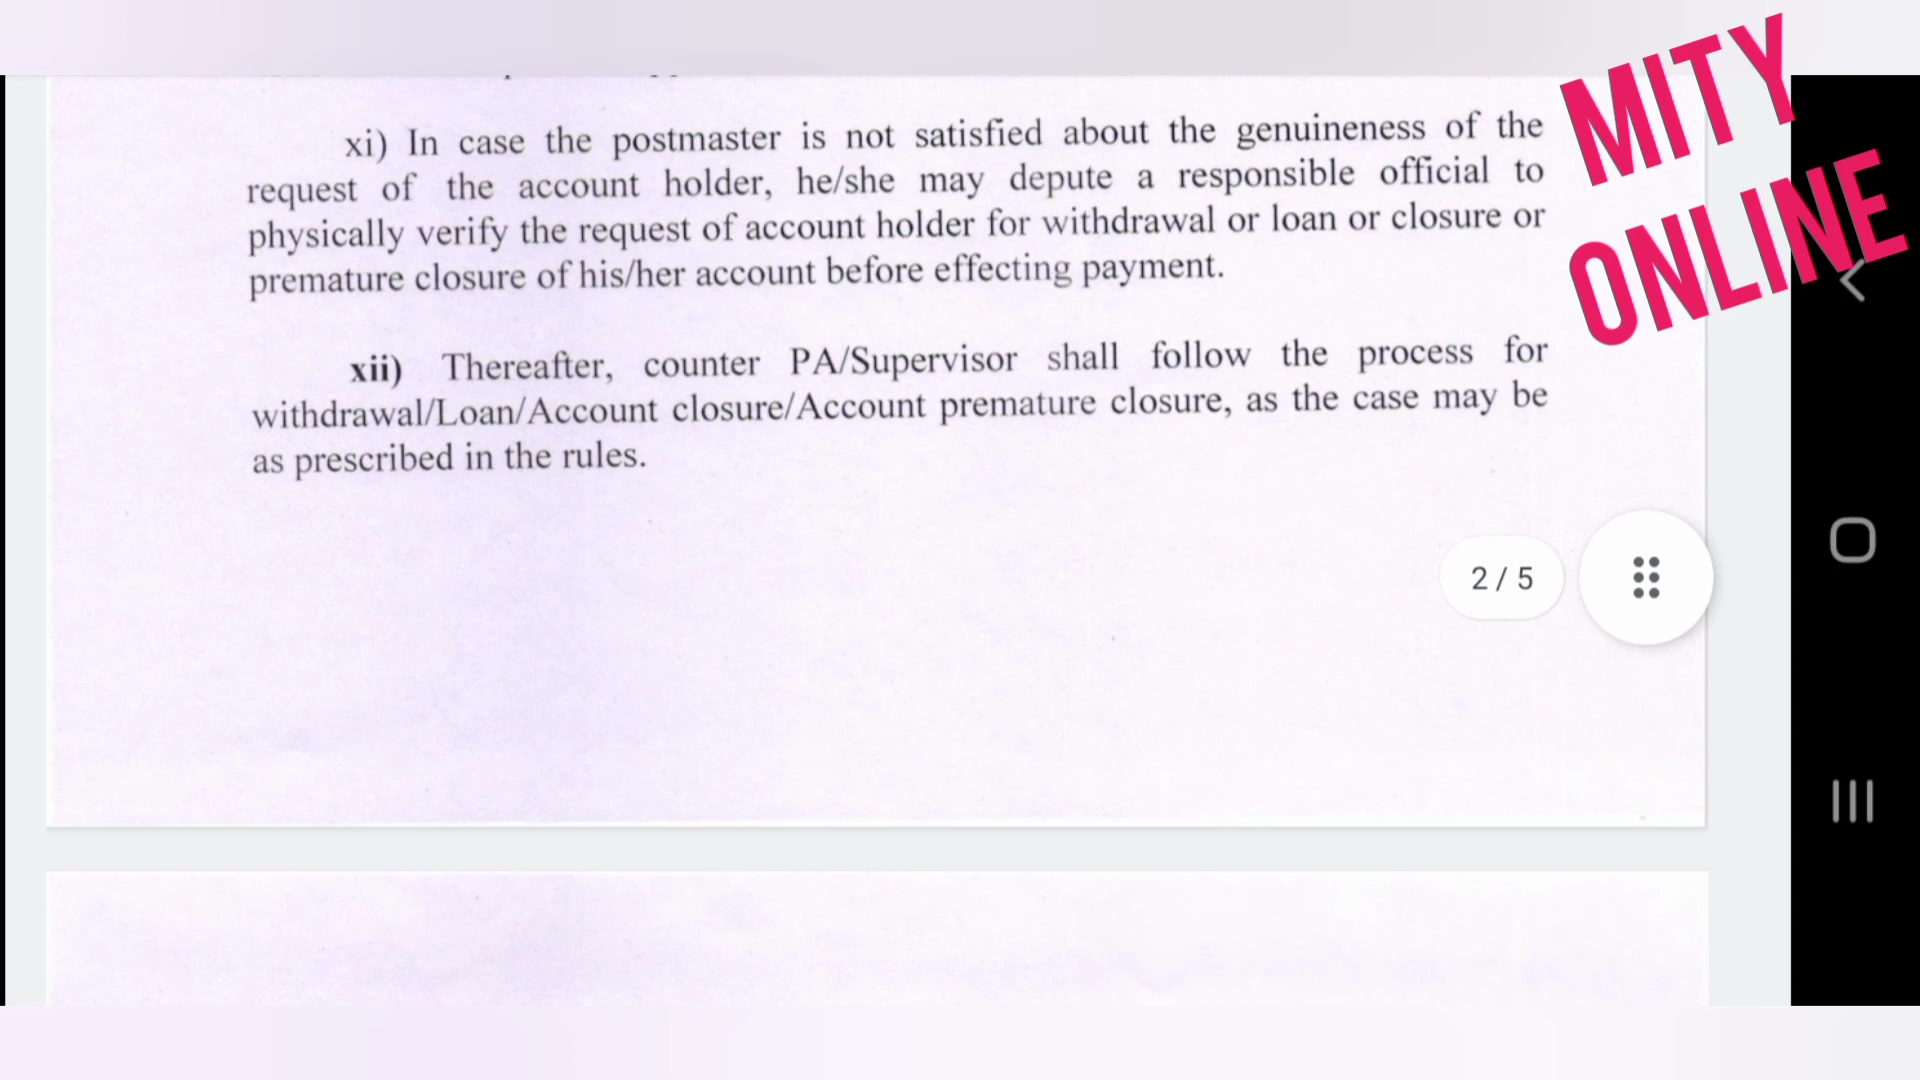 MITY
ONLINE
xi) In case the postmaster is not satisfied about the genuineness of the
request of the account holder, he/she may depute a responsible official to
physically verify the request of account holder for withdrawal or loan or closure or
premature closure of his/her account before effecting payment.
xii) Thereafter, counter PA/Supervisor shall follow the process for
withdrawal/Loan/Account closure/Account premature closure, as the case may be
as prescribed in the rules.
2 / 5